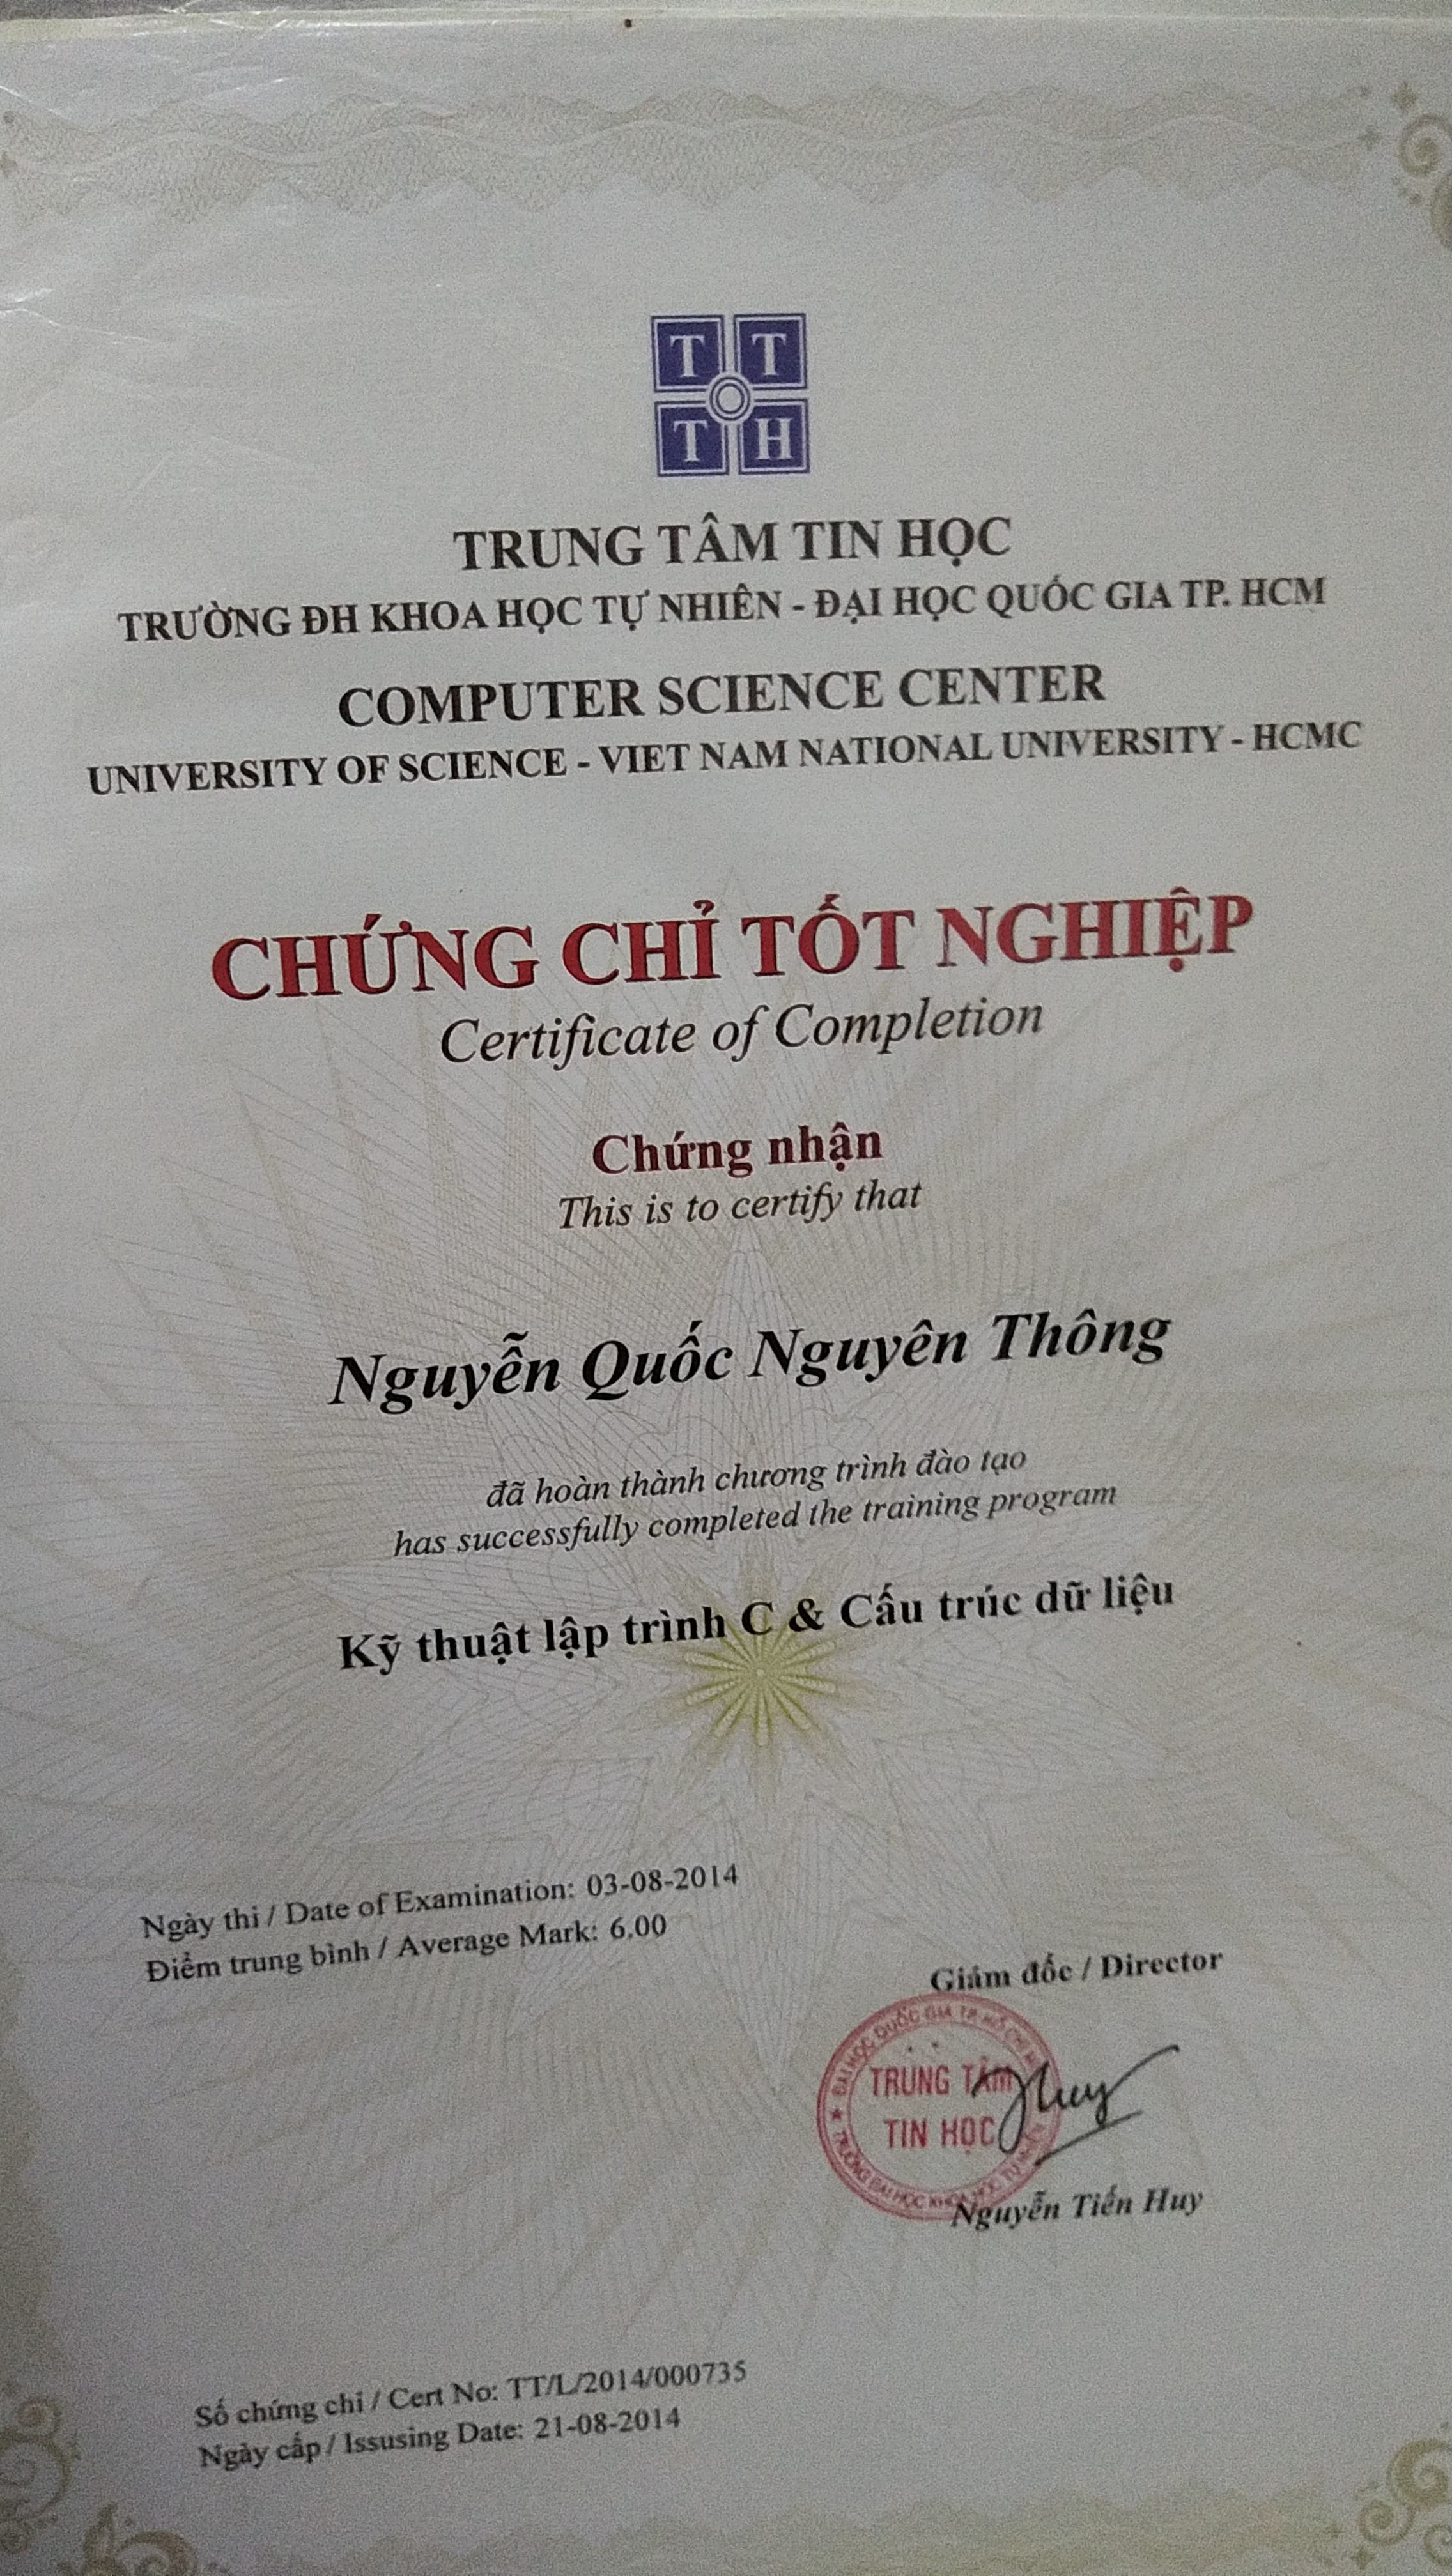 T T
T H
TRUNG TÂM TIN HỌC
TRƯỜNG ĐH KHOA HỌC TỰ NHIÊN - ĐẠI HỌC QUỐC GIA TP. HCM
COMPUTER SCIENCE CENTER
UNIVERSITY OF SCIENCE - VIET NAM NATIONAL UNIVERSITY - HCMC
CHỨNG CHỈ TỐT NGHIỆP
Certificate of Completion
Chứng nhận
This is to certify that
Nguyễn Quốc Nguyên Thông
đã hoàn thành chương trình đào tạo
has successfully completed the training program
Kỹ thuật lập trình C & Cấu trúc dữ liệu
Ngày thi / Date of Examination: 03-08-2014
Điểm trung bình / Average Mark: 6.00
Giám đốc / Director
ĐẠI HỌC QUỐC GIA TP. HỒ CHÍ
TRUNG TÂM
TIN HỌC
TRƯỜNG ĐẠI HỌC KHOA HỌC TỰ NHIÊN
Huy
Nguyễn Tiến Huy
Số chứng chỉ / Cert No: TT/L/2014/000735
Ngày cấp / Issusing Date: 21-08-2014